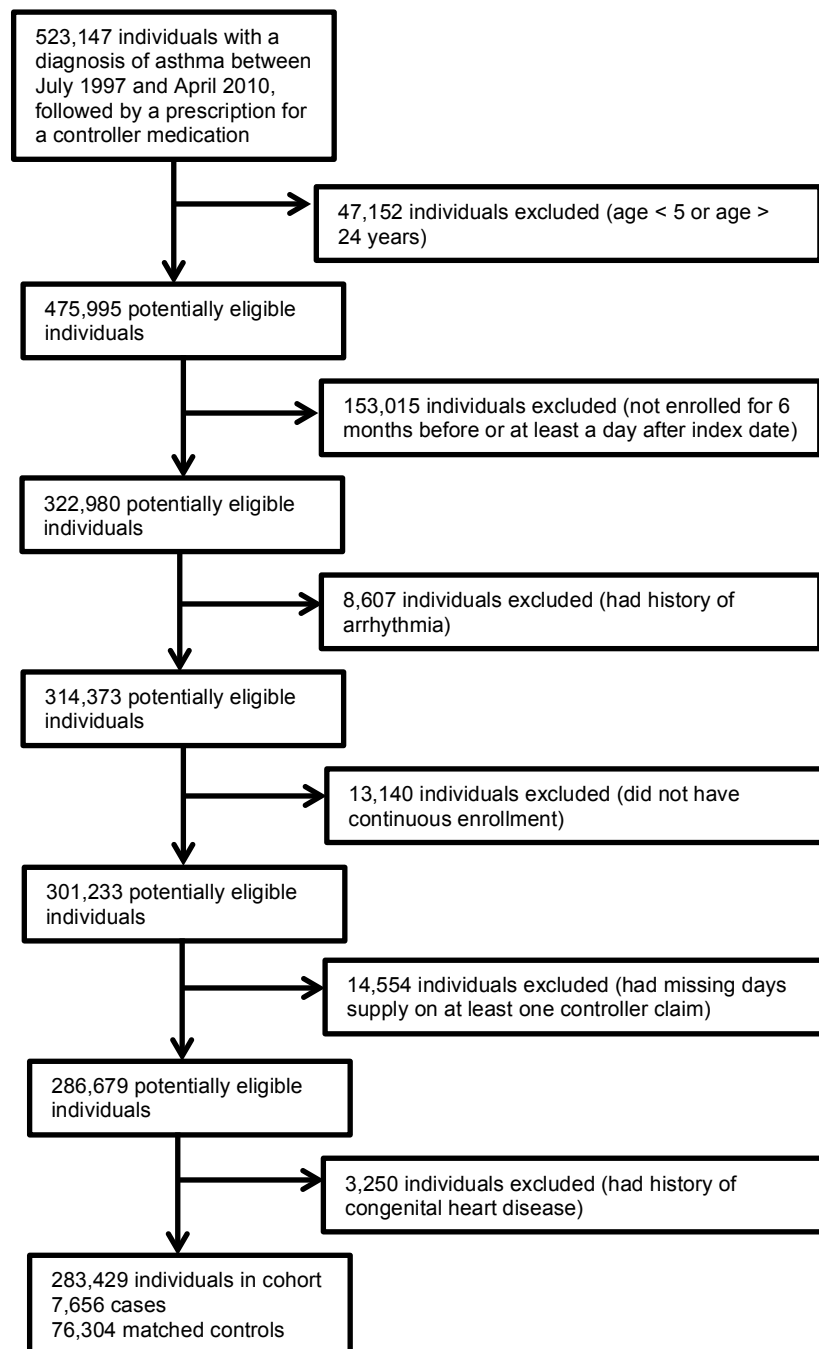 523,147 individuals with a
diagnosis of asthma between
July 1997 and April 2010,
followed by a prescription for
a controller medication
47,152 individuals excluded (age < 5 or age >
24 years)
475,995 potentially eligible
individuals
153,015 individuals excluded (not enrolled for 6
months before or at least a day after index date)
322,980 potentially eligible
individuals
8,607 individuals excluded (had history of
arrhythmia)
314,373 potentially eligible
individuals
13,140 individuals excluded (did not have
continuous enrollment)
301,233 potentially eligible
individuals
14,554 individuals excluded (had missing days
supply on at least one controller claim)
286,679 potentially eligible
individuals
3,250 individuals excluded (had history of
congenital heart disease)
283,429 individuals in cohort
7,656 cases
76,304 matched controls